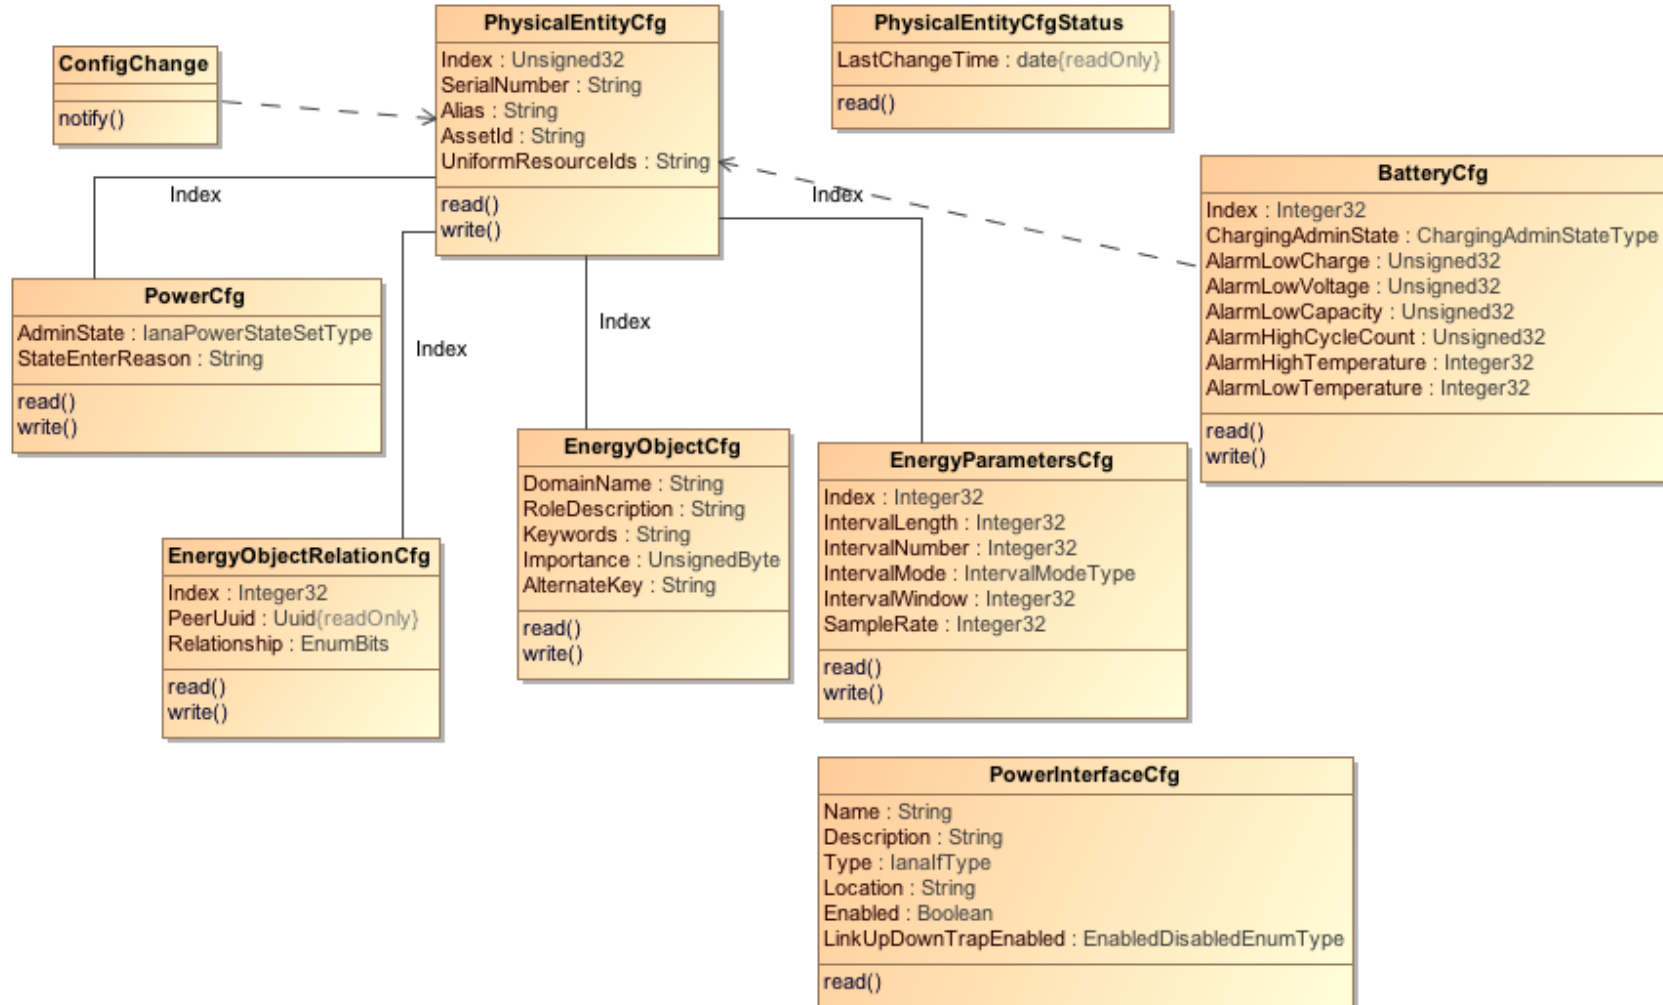 PhysicalEntityCfg
Index : Unsigned32
SerialNumber : String
Alias : String
AssetId : String
UniformResourceIds : String
read()
write()
PhysicalEntityCfgStatus
LastChangeTime : date{readOnly}
read()
ConfigChange
notify()
Index
Index
Index
Index
BatteryCfg
Index : Integer32
ChargingAdminState : ChargingAdminStateType
AlarmLowCharge : Unsigned32
AlarmLowVoltage : Unsigned32
AlarmLowCapacity : Unsigned32
AlarmHighCycleCount : Unsigned32
AlarmHighTemperature : Integer32
AlarmLowTemperature : Integer32
read()
write()
PowerCfg
AdminState : IanaPowerStateSetType
StateEnterReason : String
read()
write()
EnergyObjectCfg
DomainName : String
RoleDescription : String
Keywords : String
Importance : UnsignedByte
AlternateKey : String
read()
write()
EnergyParametersCfg
Index : Integer32
IntervalLength : Integer32
IntervalNumber : Integer32
IntervalMode : IntervalModeType
IntervalWindow : Integer32
SampleRate : Integer32
read()
write()
EnergyObjectRelationCfg
Index : Integer32
PeerUuid : Uuid{readOnly}
Relationship : EnumBits
read()
write()
PowerInterfaceCfg
Name : String
Description : String
Type : IanaIfType
Location : String
Enabled : Boolean
LinkUpDownTrapEnabled : EnabledDisabledEnumType
read()